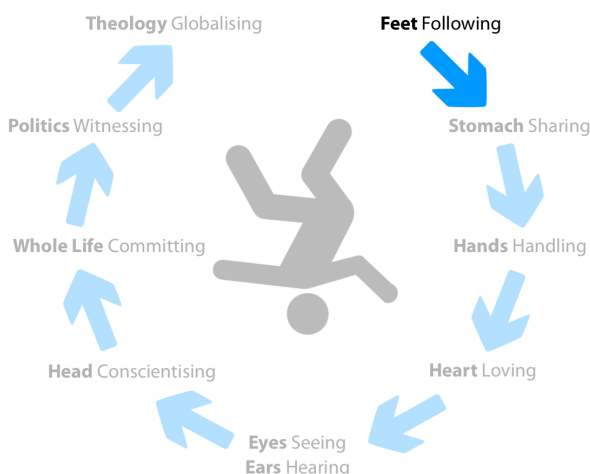 Theology Globalising
Feet Following
Politics Witnessing
Stomach Sharing
Whole Life Committing
Hands Handling
Head Conscientising
Heart Loving
Eyes Seeing
Ears Hearing